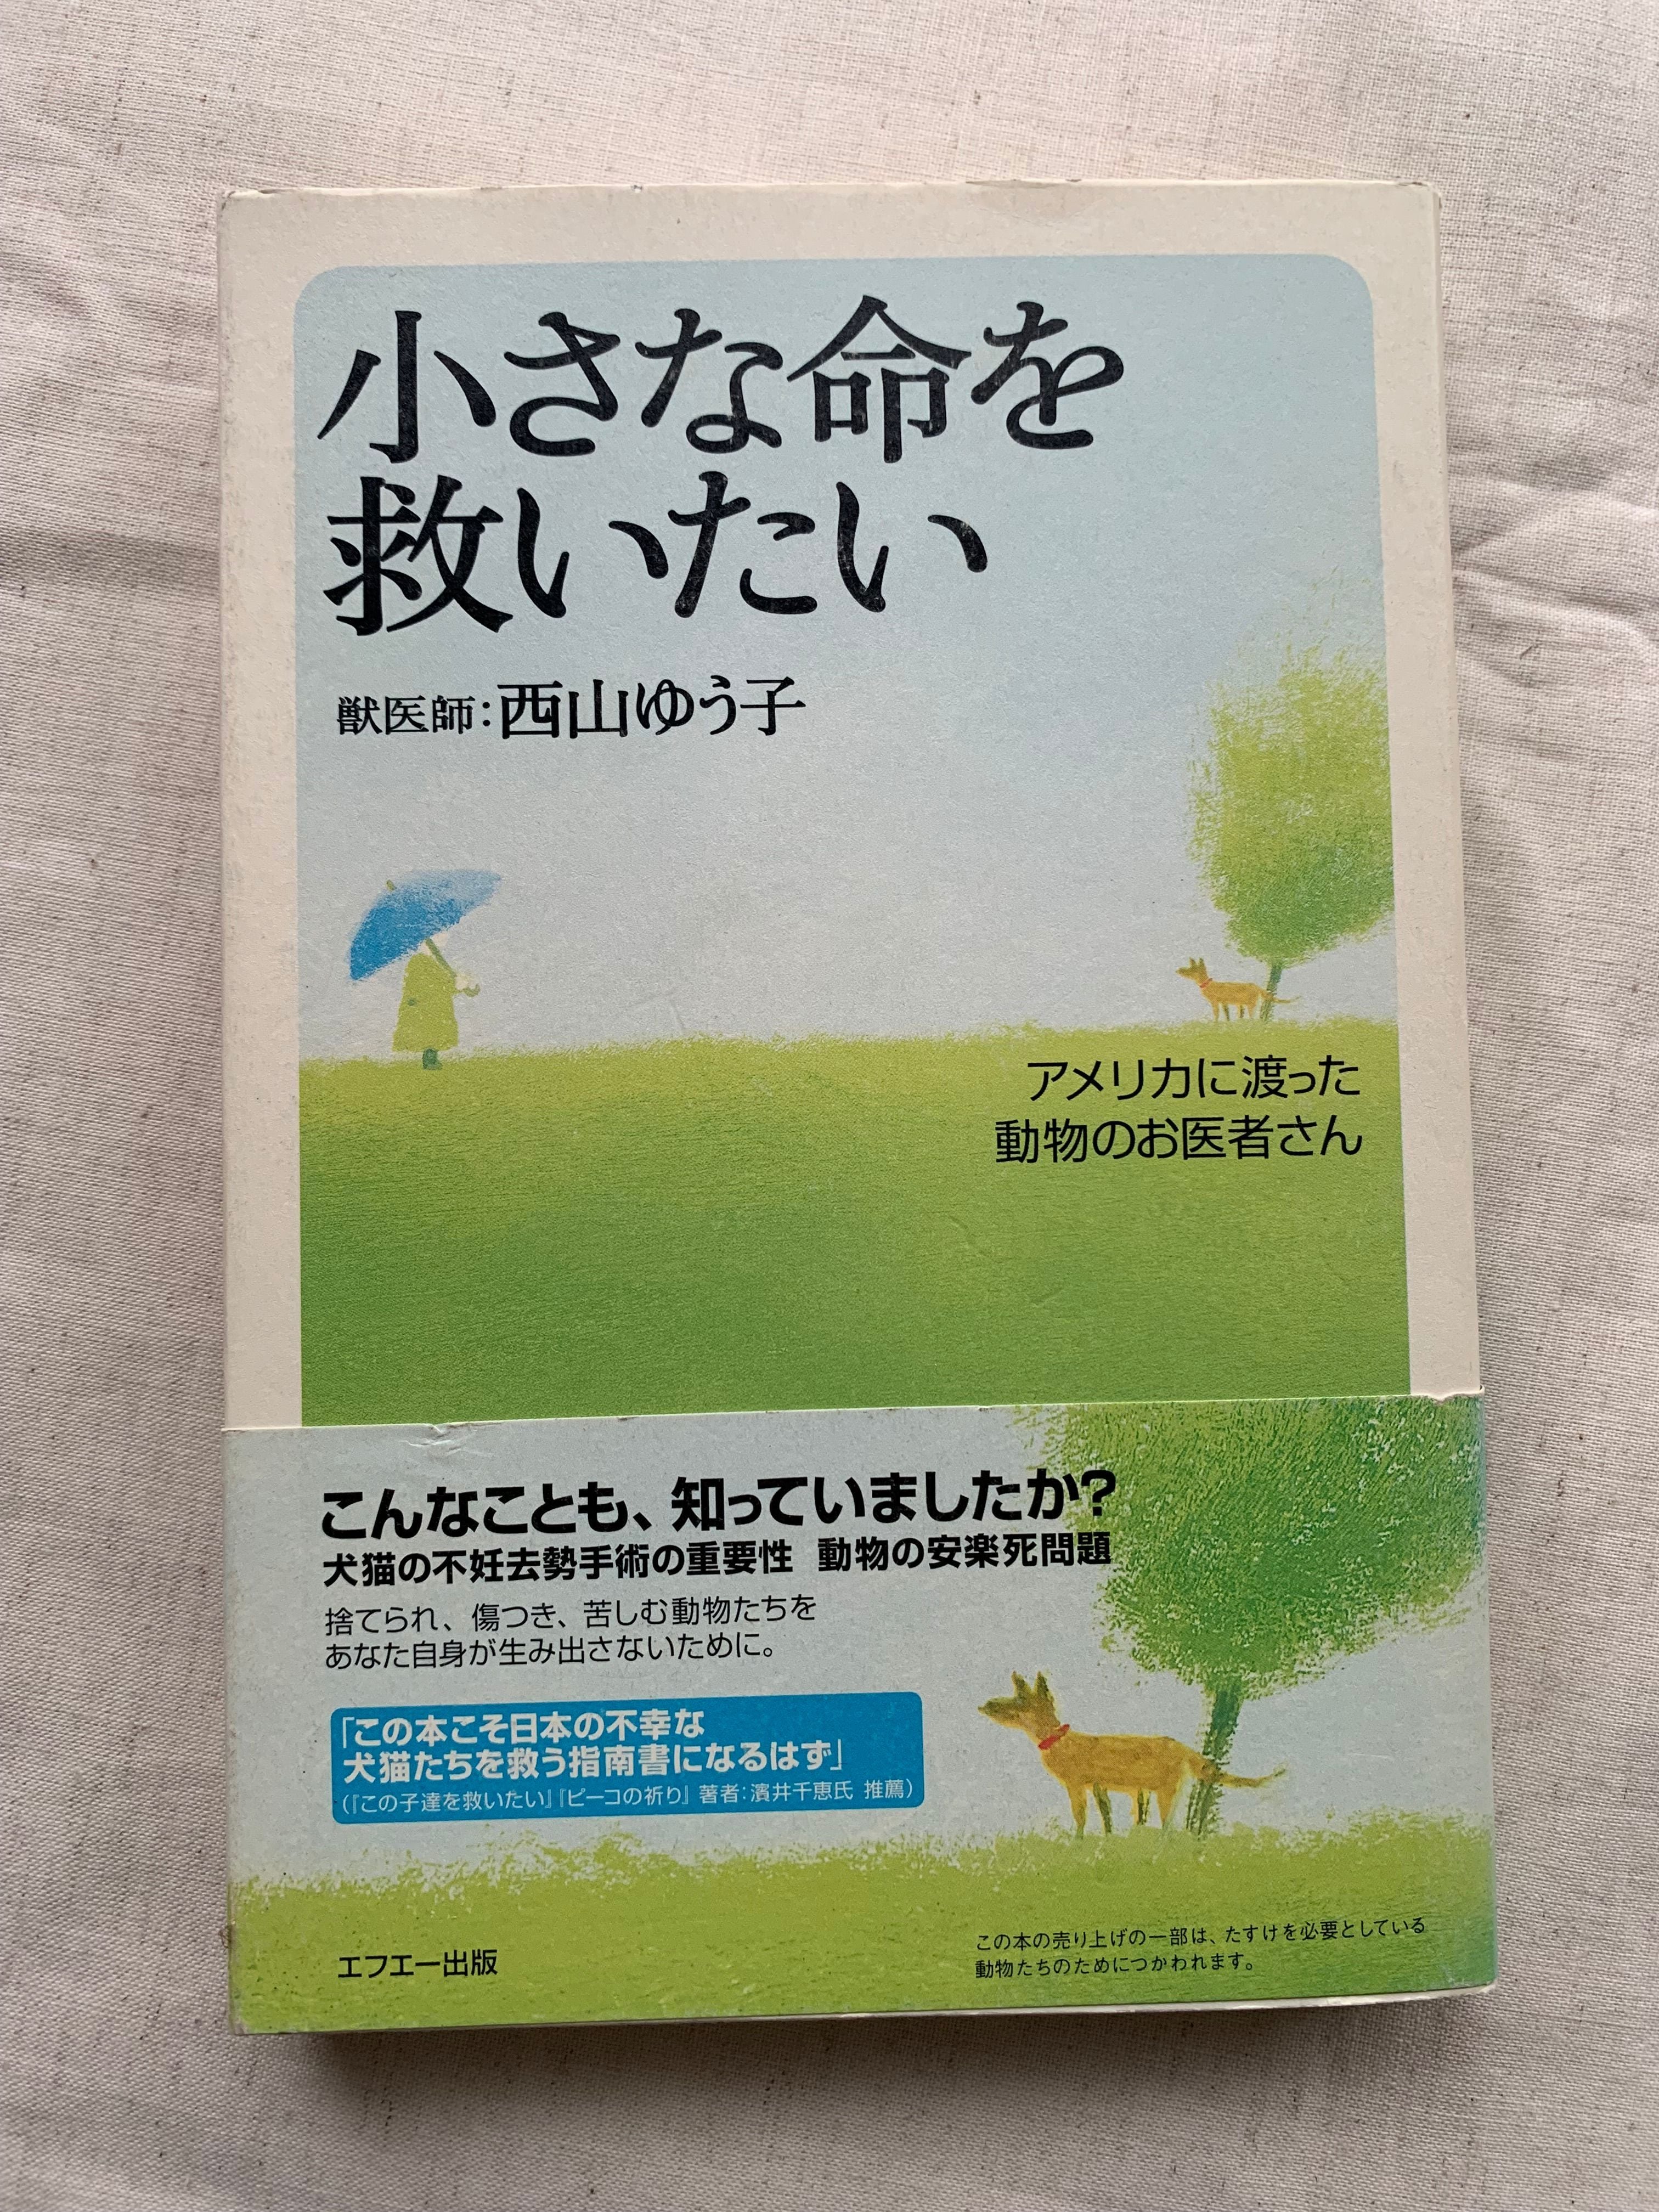 小さな命を
救いたい
獣医師:西山ゆう子
アメリカに渡った
動物のお医者さん
こんなことも、知っていましたか?
犬猫の不妊去勢手術の重要性 動物の安楽死問題
捨てられ、傷つき、苦しむ動物たちを
あなた自身が生み出さないために。
「この本こそ日本の不幸な
犬猫たちを救う指南書になるはず」
(『この子達を救いたい』『ピーコの祈り』 著者:濱井千恵氏 推薦)
エフエー出版
この本の売り上げの一部は、たすけを必要としている
動物たちのためにつかわれます。